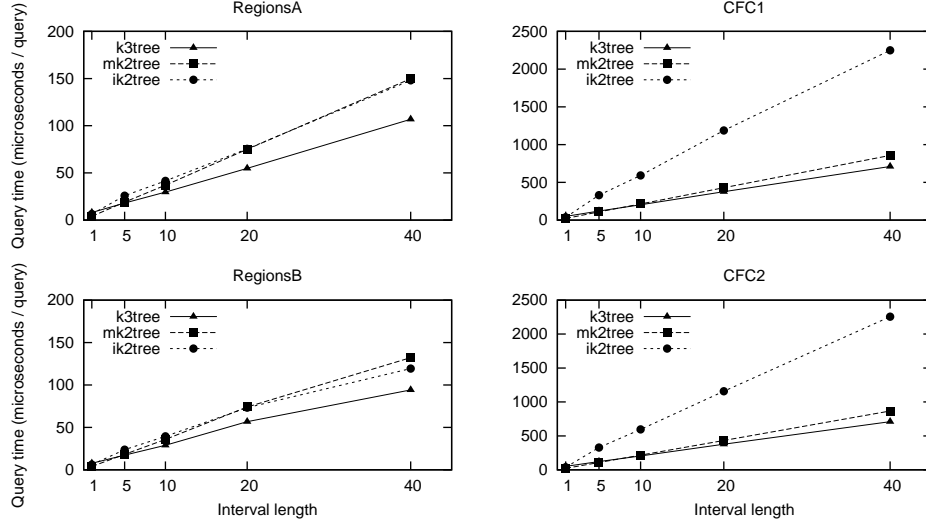 RegionsA
Query time (microseconds / query)
200
150
100
50
0
k3tree
mk2tree
ik2tree
1 5 10 20 40
CFC1
2500
2000
1500
1000
500
0
k3tree
mk2tree
ik2tree
1 5 10 20 40
RegionsB
Query time (microseconds / query)
200
150
100
50
0
k3tree
mk2tree
ik2tree
1 5 10 20 40
Interval length
CFC2
2500
2000
1500
1000
500
0
k3tree
mk2tree
ik2tree
1 5 10 20 40
Interval length